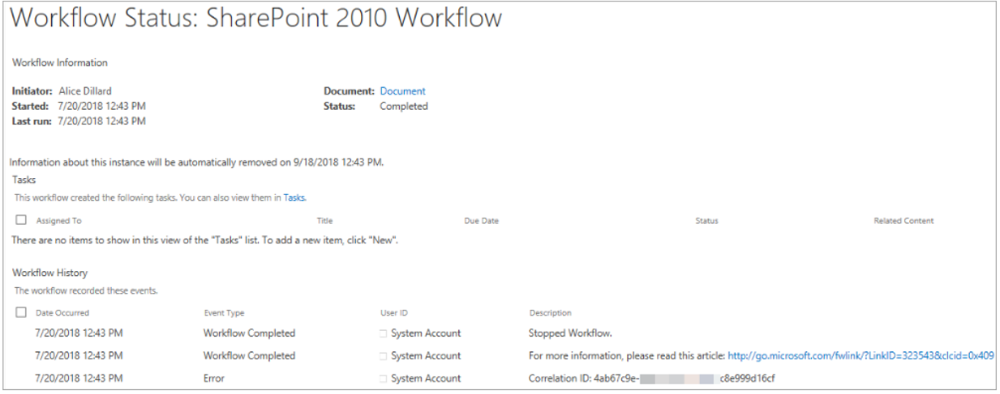 Workflow Status: SharePoint 2010 Workflow
Workflow Information
Initiator: Alice Dillard Document: Document
Started: 7/20/2018 12:43 PM Status: Completed
Last run: 7/20/2018 12:43 PM
Information about this instance will be automatically removed on 9/18/2018 12:43 PM.
Tasks
This workflow created the following tasks. You can also view them in Tasks.
Assigned To Title Due Date Status Related Content
There are no items to show in this view of the "Tasks" list. To add a new item, click "New".
Workflow History
The workflow recorded these events.
Date Occurred Event Type User ID Description
7/20/2018 12:43 PM Workflow Completed System Account Stopped Workflow.
7/20/2018 12:43 PM Workflow Completed System Account For more information, please read this article: http://go.microsoft.com/fwlink/?LinkID=323543&clcid=0x409
7/20/2018 12:43 PM Error System Account Correlation ID: 4ab67c9e- c8e999d16cf